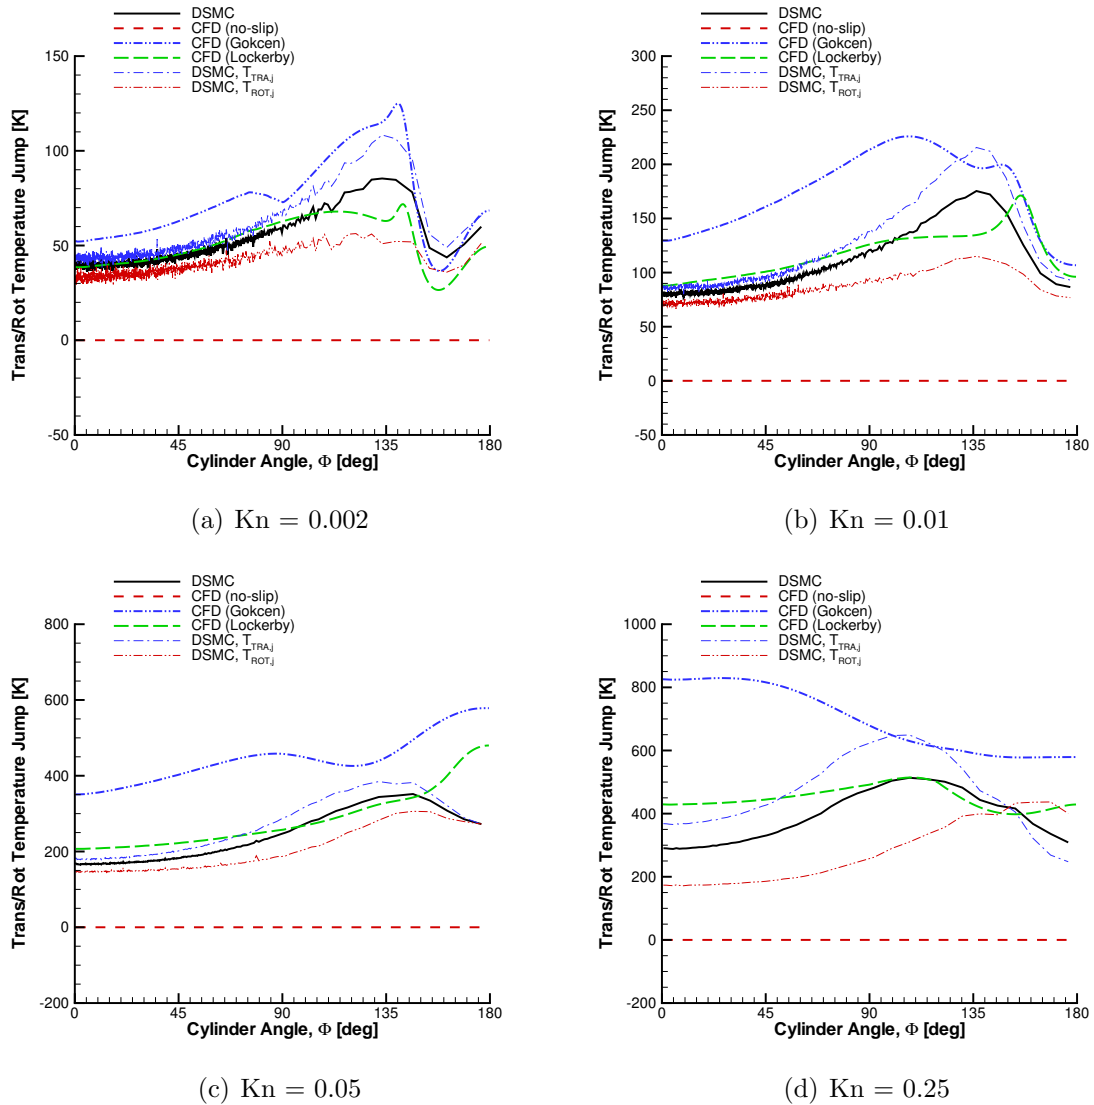 DSMC
CFD (no-slip)
CFD (Gokcen)
CFD (Lockerby)
DSMC, T_TRA,j
DSMC, T_ROT,j
Trans/Rot Temperature Jump [K]
150
100
50
0
-50
0 45 90 135 180
Cylinder Angle, Φ [deg]
(a) Kn = 0.002
DSMC
CFD (no-slip)
CFD (Gokcen)
CFD (Lockerby)
DSMC, T_TRA,j
DSMC, T_ROT,j
Trans/Rot Temperature Jump [K]
300
250
200
150
100
50
0
-50
0 45 90 135 180
Cylinder Angle, Φ [deg]
(b) Kn = 0.01
DSMC
CFD (no-slip)
CFD (Gokcen)
CFD (Lockerby)
DSMC, T_TRA,j
DSMC, T_ROT,j
Trans/Rot Temperature Jump [K]
800
600
400
200
0
-200
0 45 90 135 180
Cylinder Angle, Φ [deg]
(c) Kn = 0.05
DSMC
CFD (no-slip)
CFD (Gokcen)
CFD (Lockerby)
DSMC, T_TRA,j
DSMC, T_ROT,j
Trans/Rot Temperature Jump [K]
1000
800
600
400
200
0
-200
0 45 90 135 180
Cylinder Angle, Φ [deg]
(d) Kn = 0.25